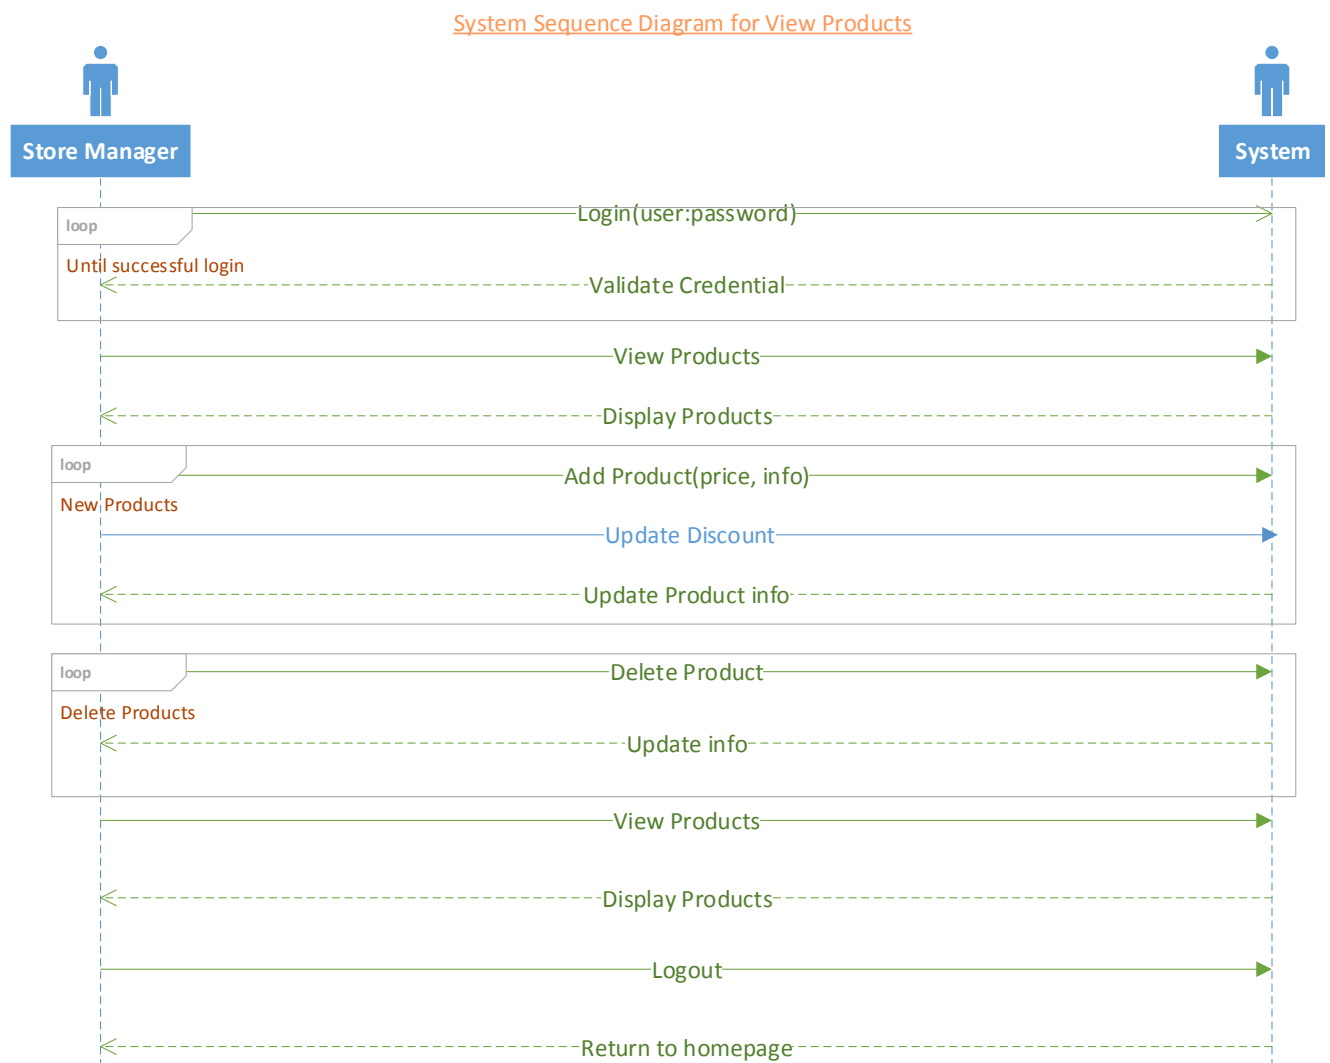 System Sequence Diagram for View Products
Store Manager
System
loop
Login(user:password)
Until successful login
Validate Credential
View Products
Display Products
loop
Add Product(price, info)
New Products
Update Discount
Update Product info
loop
Delete Product
Delete Products
Update info
View Products
Display Products
Logout
Return to homepage